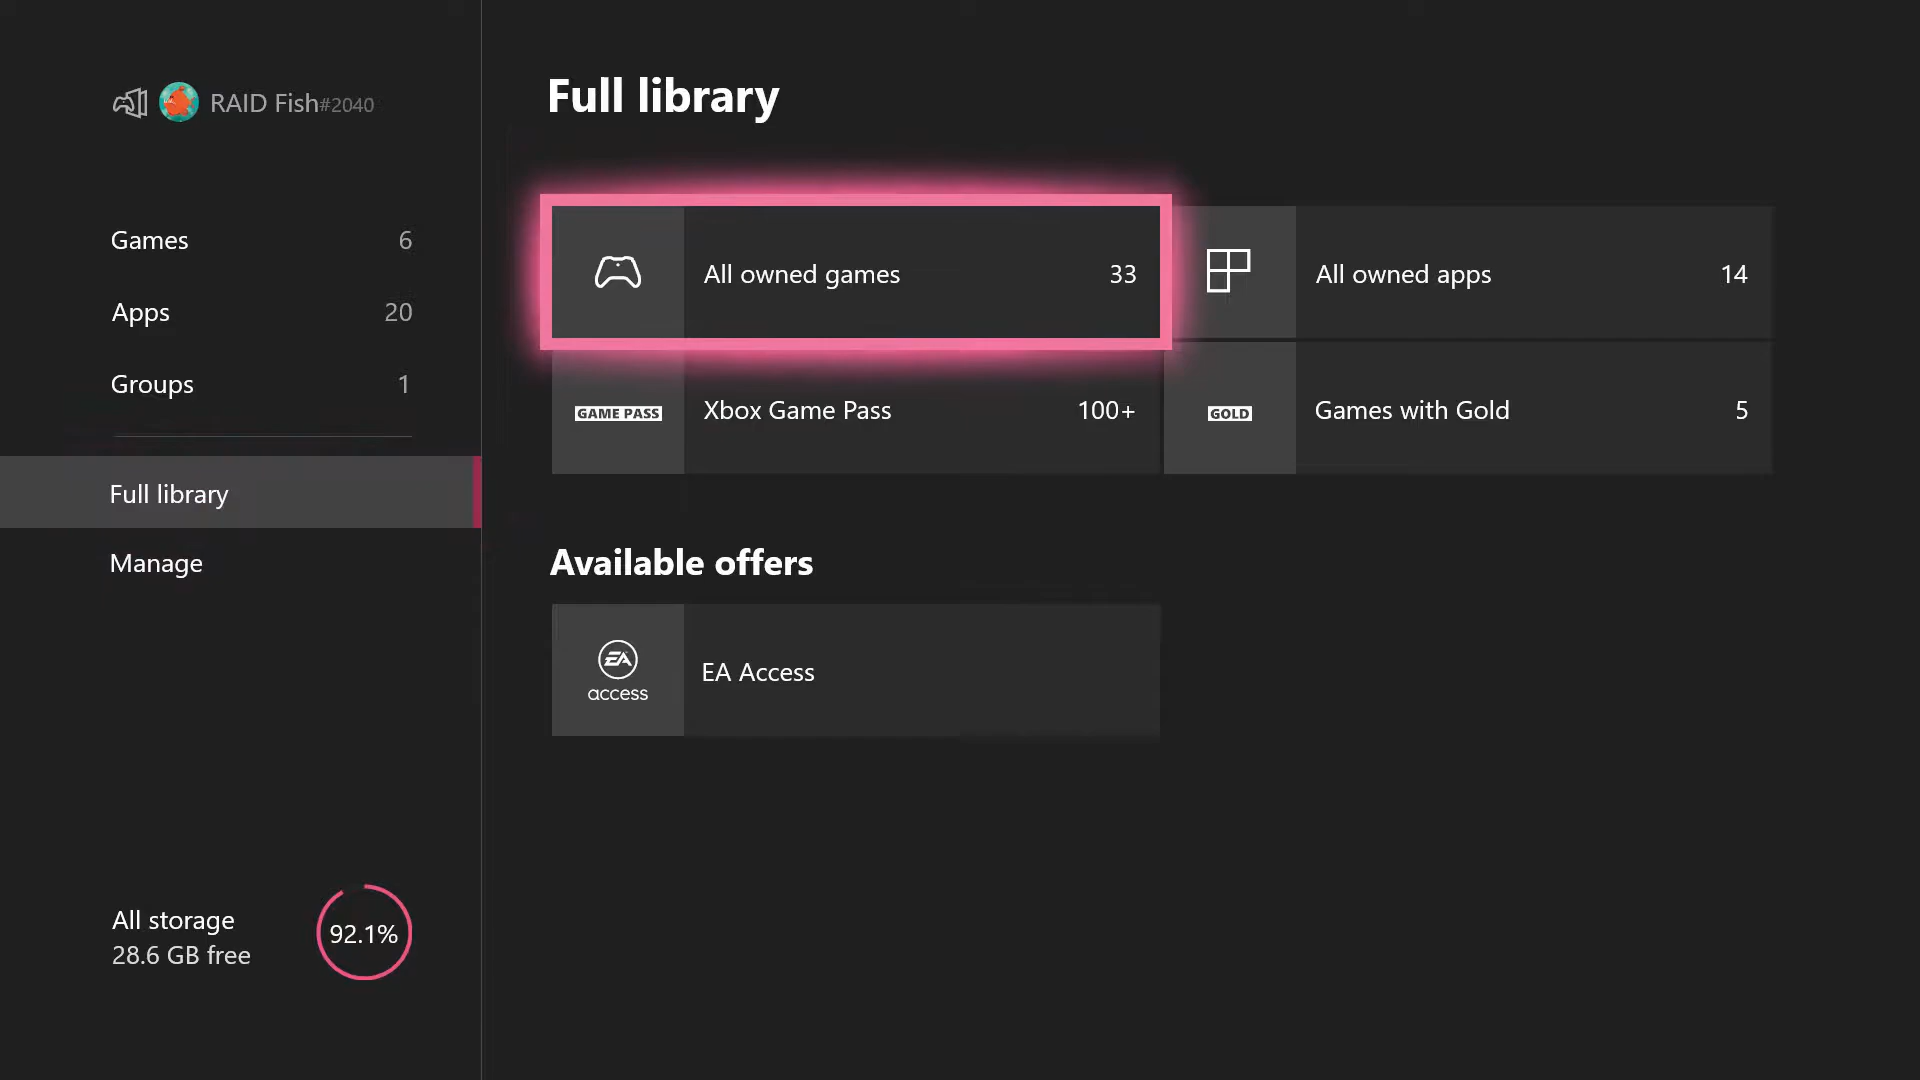 RAID Fish#2040
Games 6
Apps 20
Groups 1
Full library
Manage
All storage
28.6 GB free
92.1%
Full library
All owned games 33
All owned apps 14
GAME PASS Xbox Game Pass 100+
GOLD Games with Gold 5
Available offers
EA access
EA Access